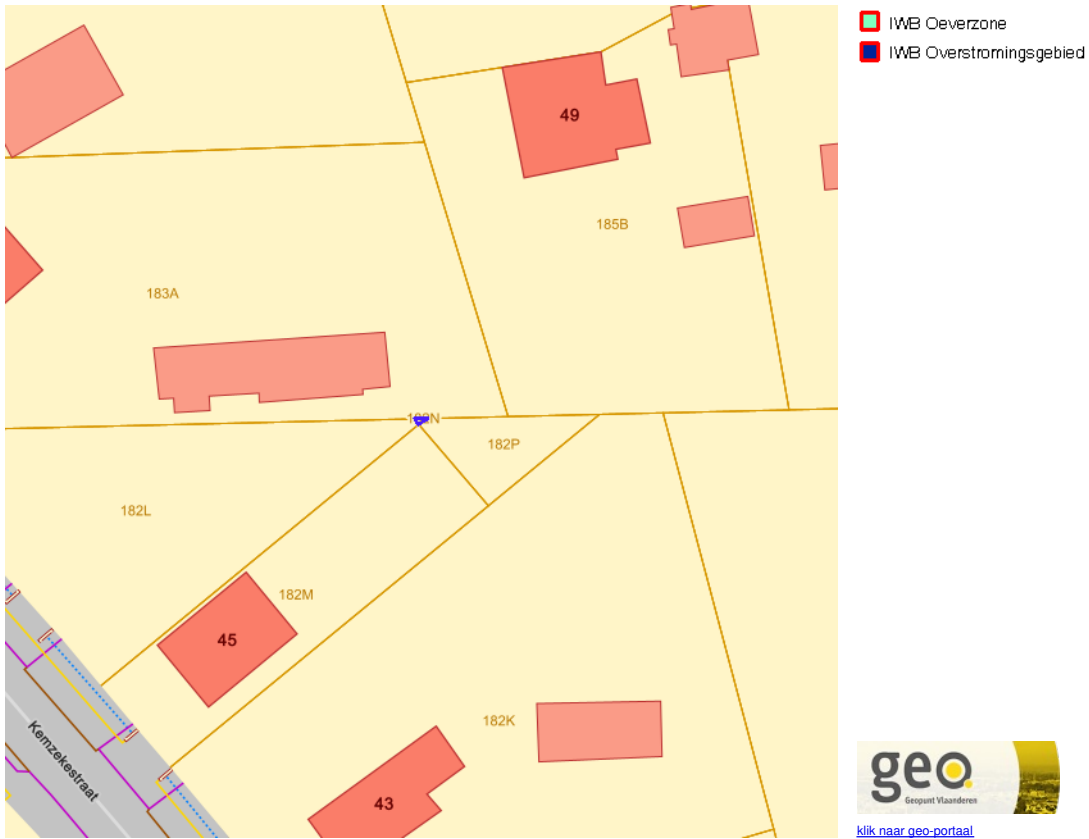 IWB Oeverzone
IWB Overstromingsgebied
49
185B
183A
182N
182P
182L
182M
45
182K
Kemzekestraat
43
geo
Geopunt Vlaanderen
klik naar geo-portaal